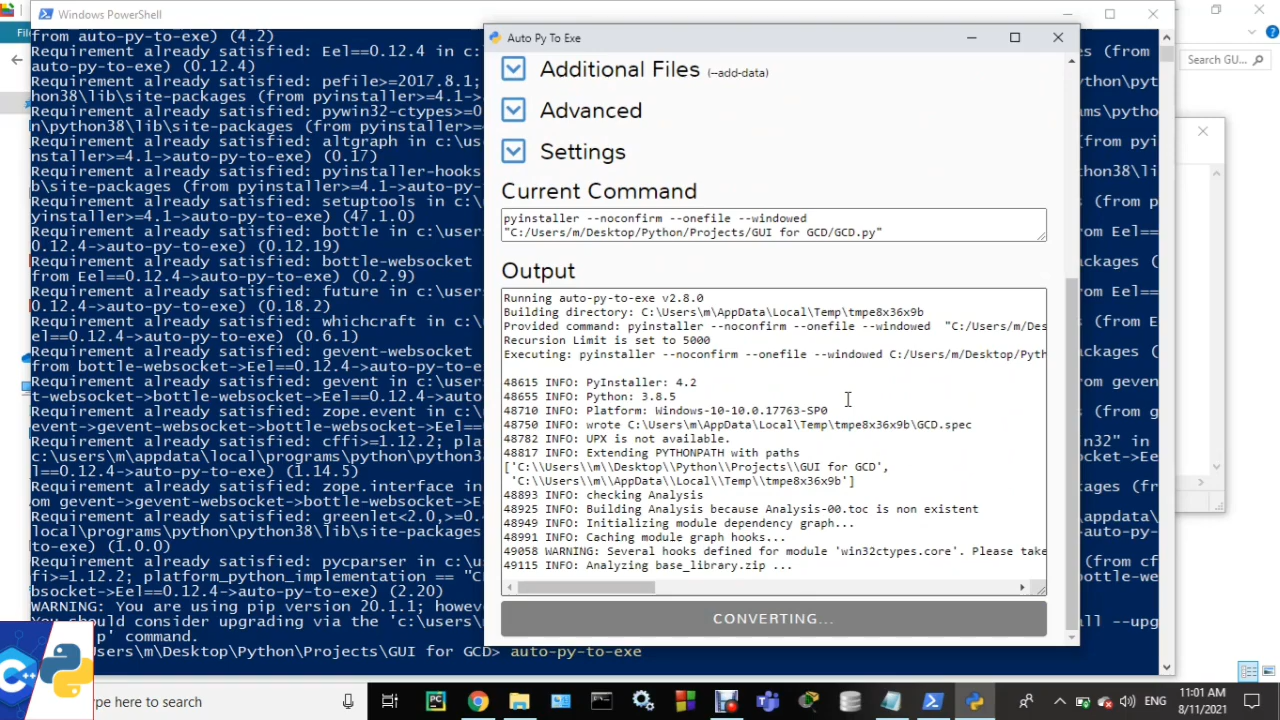 Windows PowerShell
Fil
Search GU...
from auto-py-to-exe) (4.2)
Requirement already satisfied: Eel==0.12.4 in c:
auto-py-to-exe) (0.12.4)
Requirement already satisfied: pefile>=2017.8.1;
hon38\lib\site-packages (from pyinstaller>=4.1->
Requirement already satisfied: pywin32-ctypes>=0
n\python38\lib\site-packages (from pyinstaller>=
Requirement already satisfied: altgraph in c:\us
nstaller>=4.1->auto-py-to-exe) (0.17)
Requirement already satisfied: pyinstaller-hooks
b\site-packages (from pyinstaller>=4.1->auto-py-
Requirement already satisfied: setuptools in c:\
yinstaller>=4.1->auto-py-to-exe) (47.1.0)
Requirement already satisfied: bottle in c:\user
0.12.4->auto-py-to-exe) (0.12.19)
Requirement already satisfied: bottle-websocket
from Eel==0.12.4->auto-py-to-exe) (0.2.9)
Requirement already satisfied: future in c:\user
0.12.4->auto-py-to-exe) (0.18.2)
Requirement already satisfied: whichcraft in c:\
el==0.12.4->auto-py-to-exe) (0.6.1)
Requirement already satisfied: gevent-websocket
from bottle-websocket->Eel==0.12.4->auto-py-to-e
Requirement already satisfied: gevent in c:\user
websocket->bottle-websocket->Eel==0.12.4->auto-p
Requirement already satisfied: zope.event in c:\
websocket->bottle-websocket->Eel==0.12.4->auto-p
Requirement already satisfied: cffi>=1.12.2; pla
in c:\users\m\appdata\local\programs\python\pyth
l==0.12.4->auto-py-to-exe) (1.14.5)
Requirement already satisfied: zope.interface in
om gevent->gevent-websocket->bottle-websocket->E
Requirement already satisfied: greenlet<2.0,>=0.
local\programs\python\python38\lib\site-packages
to-exe) (1.0.0)
Requirement already satisfied: pycparser in c:\u
fi>=1.12.2; platform_python_implementation == "C
bsocket->Eel==0.12.4->auto-py-to-exe) (2.20)
WARNING: You are using pip version 20.1.1; howev
You should consider upgrading via the 'c:\users\
p' command.
ers\m\Desktop\Python\Projects\GUI for GCD> auto-py-to-exe
Auto Py To Exe
Additional Files (--add-data)
Advanced
Settings
Current Command
pyinstaller --noconfirm --onefile --windowed
"C:/Users/m/Desktop/Python/Projects/GUI for GCD/GCD.py"
Output
Running auto-py-to-exe v2.8.0
Building directory: C:\Users\m\AppData\Local\Temp\tmpe8x36x9b
Provided command: pyinstaller --noconfirm --onefile --windowed "C:/Users/m/Des
Recursion Limit is set to 5000
Executing: pyinstaller --noconfirm --onefile --windowed C:/Users/m/Desktop/Pyth
48615 INFO: PyInstaller: 4.2
48655 INFO: Python: 3.8.5
48710 INFO: Platform: Windows-10-10.0.17763-SP0
48750 INFO: wrote C:\Users\m\AppData\Local\Temp\tmpe8x36x9b\GCD.spec
48782 INFO: UPX is not available.
48817 INFO: Extending PYTHONPATH with paths
['C:\\Users\\m\\Desktop\\Python\\Projects\\GUI for GCD',
'C:\\Users\\m\\AppData\\Local\\Temp\\tmpe8x36x9b']
48893 INFO: checking Analysis
48925 INFO: Building Analysis because Analysis-00.toc is non existent
48949 INFO: Initializing module dependency graph...
48991 INFO: Caching module graph hooks...
49058 WARNING: Several hooks defined for module 'win32ctypes.core'. Please take
49115 INFO: Analyzing base_library.zip ...
CONVERTING...
C++
here to search
PC
ENG
11:01 AM
8/11/2021